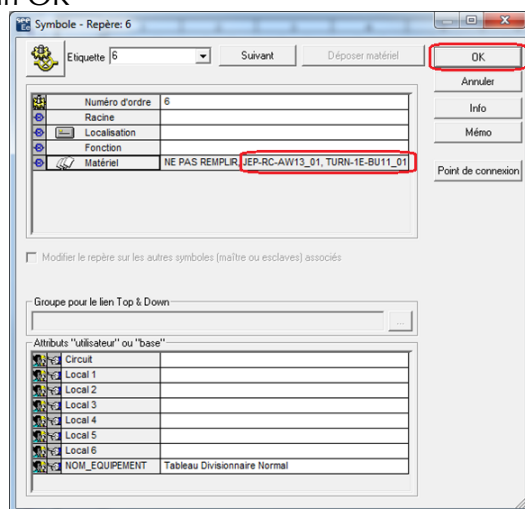 Symbole - Repère: 6
Etiquette 6 Suivant Déposer matériel OK
Annuler
Info
Mémo
Point de connexion
Numéro d'ordre 6
Racine
Localisation
Fonction
Matériel NE PAS REMPLIR, JEP-RC-AW13_01, TURN-1E-BU11_01
Modifier le repère sur les autres symboles (maître ou esclaves) associés
Groupe pour le lien Top & Down
...
Attributs "utilisateur" ou "base"
Circuit
Local 1
Local 2
Local 3
Local 4
Local 5
Local 6
NOM_EQUIPEMENT Tableau Divisionnaire Normal